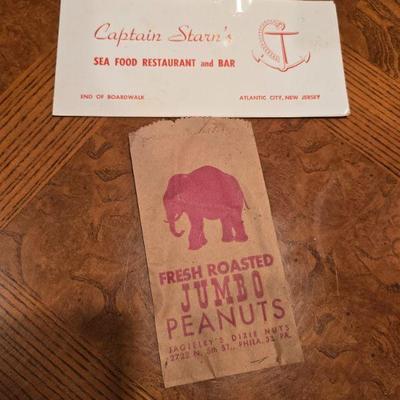 Captain Starn's
SEA FOOD RESTAURANT and BAR
END OF BOARDWALK ATLANTIC CITY, NEW JERSEY
FRESH ROASTED
JUMBO
PEANUTS
JAGIELKY'S DIXIE NUTS
2722 N. 5th ST., PHILA. 33 PA.